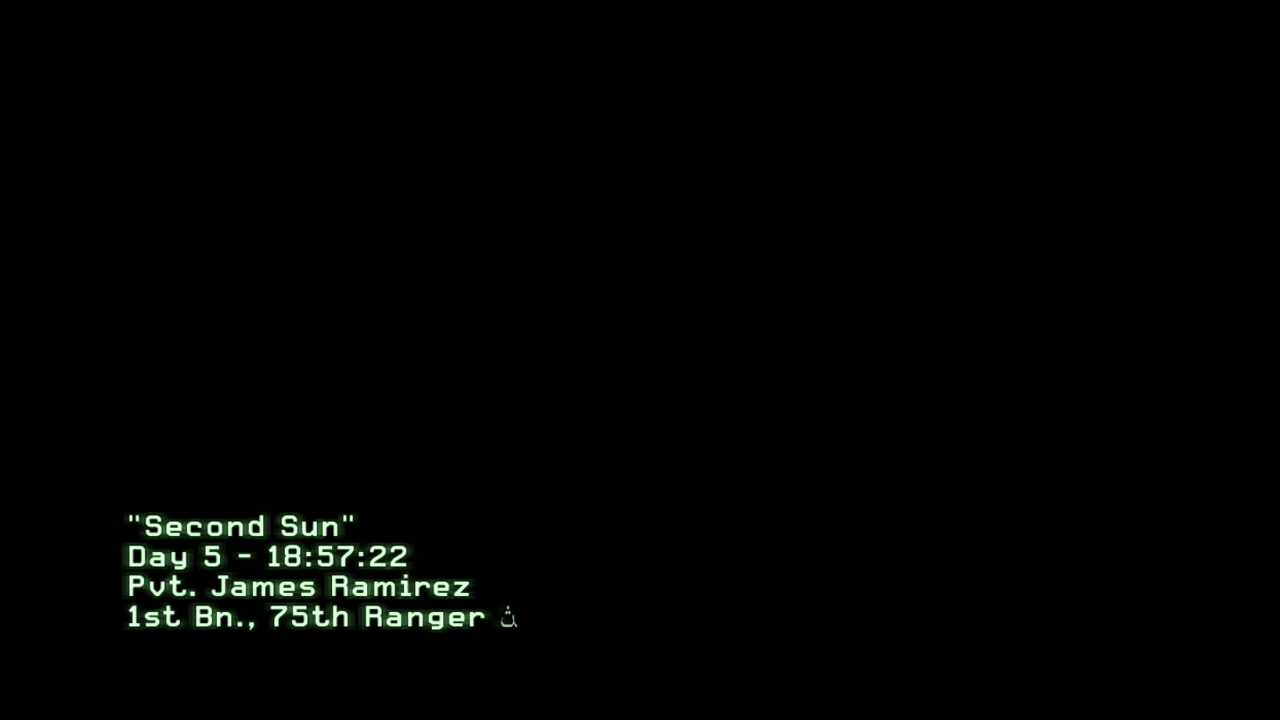 "Second Sun"
Day 5 - 18:57:22
Pvt. James Ramirez
1st Bn., 75th Ranger